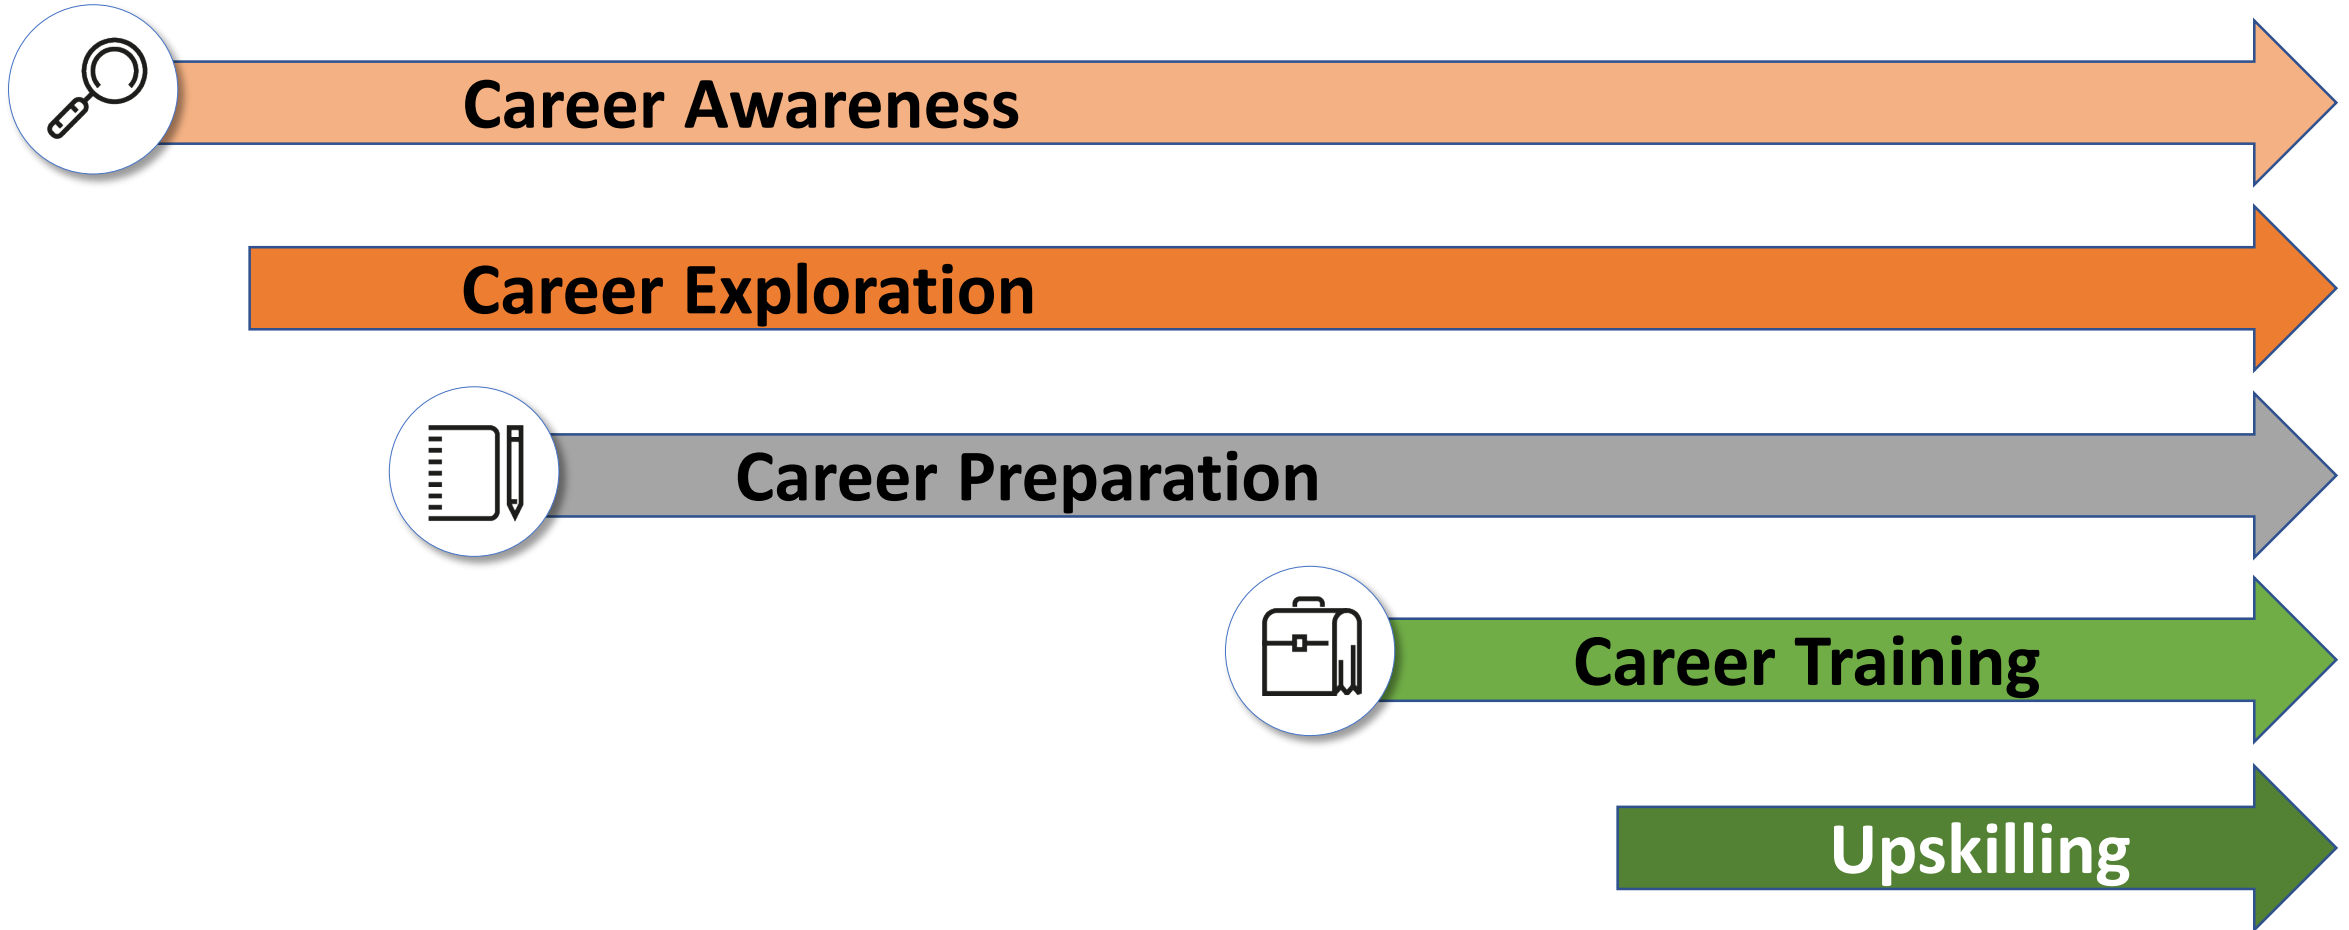 Career Awareness
Career Exploration
Career Preparation
Career Training
Upskilling